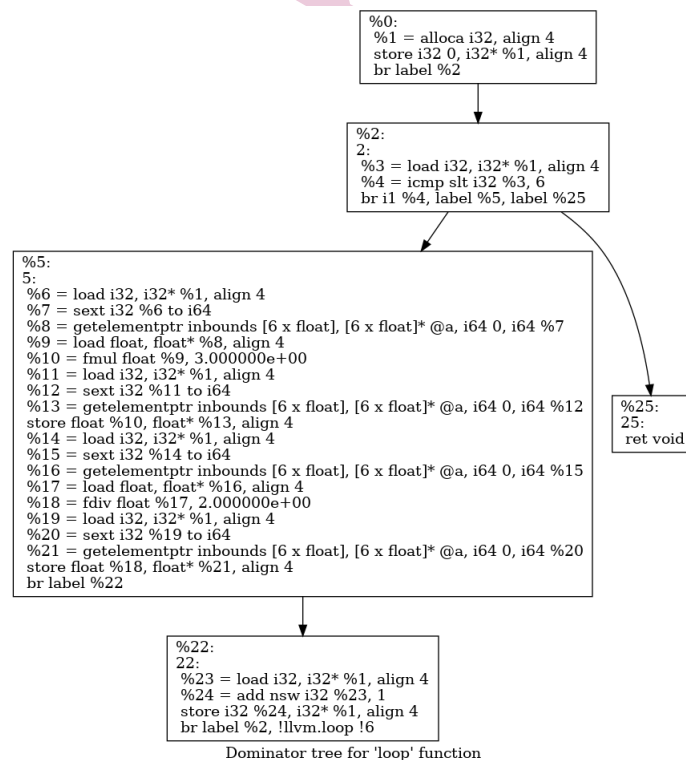 %0:
%1 = alloca i32, align 4
store i32 0, i32* %1, align 4
br label %2
%2:
2:
%3 = load i32, i32* %1, align 4
%4 = icmp slt i32 %3, 6
br i1 %4, label %5, label %25
%5:
5:
%6 = load i32, i32* %1, align 4
%7 = sext i32 %6 to i64
%8 = getelementptr inbounds [6 x float], [6 x float]* @a, i64 0, i64 %7
%9 = load float, float* %8, align 4
%10 = fmul float %9, 3.000000e+00
%11 = load i32, i32* %1, align 4
%12 = sext i32 %11 to i64
%13 = getelementptr inbounds [6 x float], [6 x float]* @a, i64 0, i64 %12
store float %10, float* %13, align 4
%14 = load i32, i32* %1, align 4
%15 = sext i32 %14 to i64
%16 = getelementptr inbounds [6 x float], [6 x float]* @a, i64 0, i64 %15
%17 = load float, float* %16, align 4
%18 = fdiv float %17, 2.000000e+00
%19 = load i32, i32* %1, align 4
%20 = sext i32 %19 to i64
%21 = getelementptr inbounds [6 x float], [6 x float]* @a, i64 0, i64 %20
store float %18, float* %21, align 4
br label %22
%25:
25:
ret void
%22:
22:
%23 = load i32, i32* %1, align 4
%24 = add nsw i32 %23, 1
store i32 %24, i32* %1, align 4
br label %2, !llvm.loop !6
Dominator tree for 'loop' function